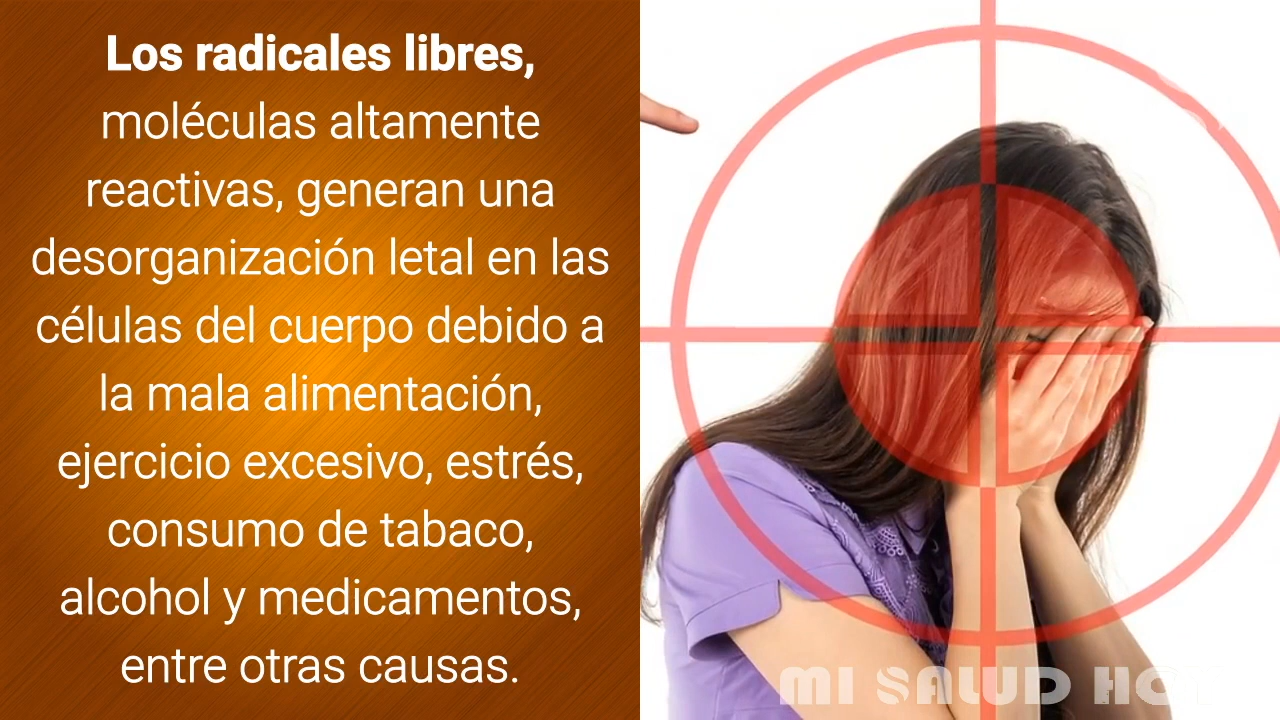 Los radicales libres,
moléculas altamente
reactivas, generan una
desorganización letal en las
células del cuerpo debido a
la mala alimentación,
ejercicio excesivo, estrés,
consumo de tabaco,
alcohol y medicamentos,
entre otras causas.
MI SALUD